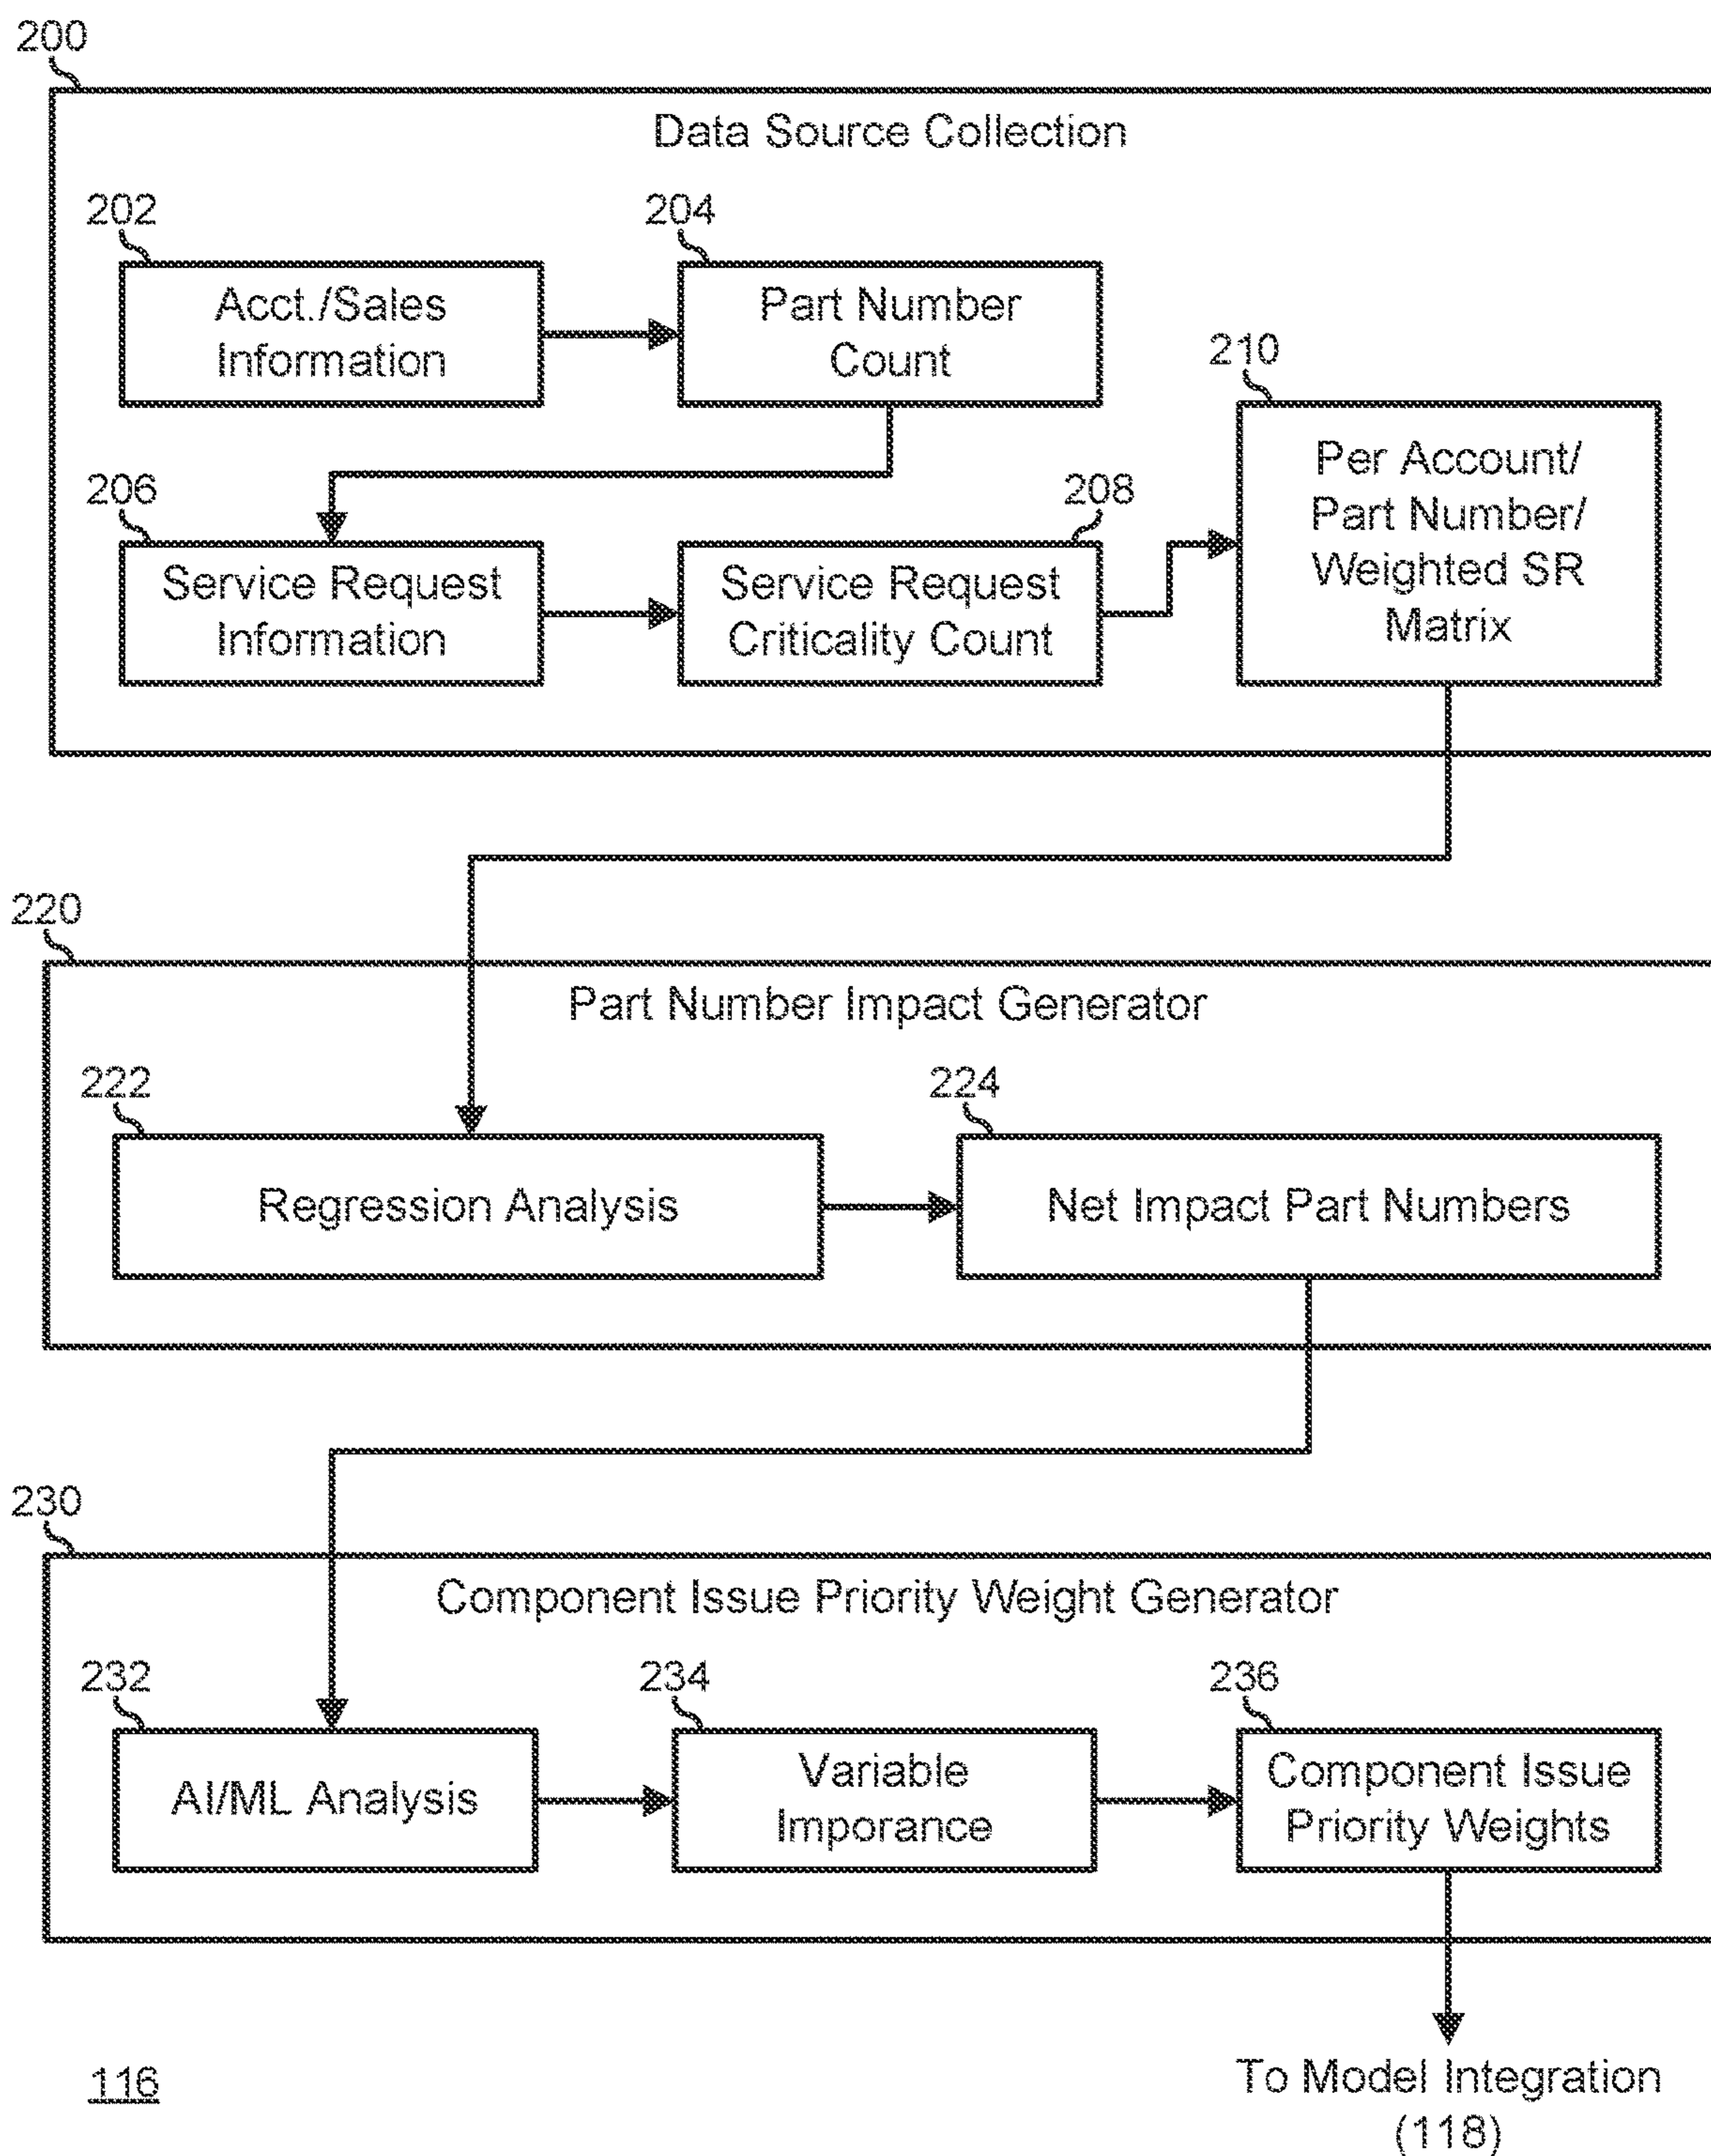 200
Data Source Collection
202
204
Acct./Sales
Information
Part Number
Count
210
Per Account/
Part Number/
Weighted SR
Matrix
206
208
Service Request
Information
Service Request
Criticality Count
220
Part Number Impact Generator
222
224
Regression Analysis
Net Impact Part Numbers
230
Component Issue Priority Weight Generator
232
234
236
AI/ML Analysis
Variable
Imporance
Component Issue
Priority Weights
116
To Model Integration
(118)